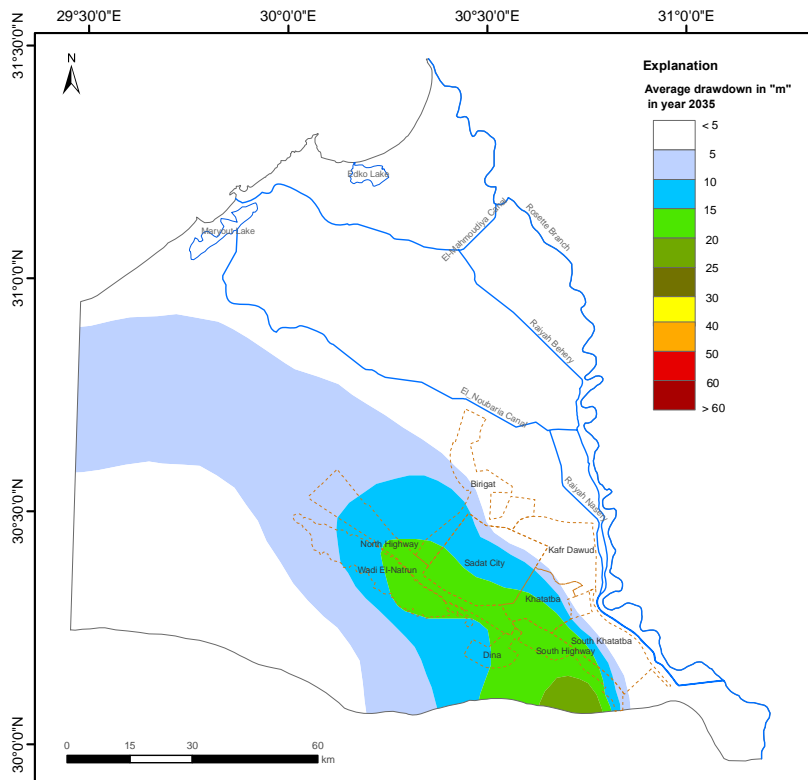 29°30'0"E
30°0'0"E
30°30'0"E
31°0'0"E
31°30'0"N
31°0'0"N
30°30'0"N
30°0'0"N
N
Explanation
Average drawdown in "m"
in year 2035
< 5
5
10
15
20
25
30
40
50
60
> 60
Edko Lake
Maryout Lake
El-Mahmoudiya Canal
Rosette Branch
Raiyah Behery
El_Noubaria Canal
Raiyah Nasery
Birigat
North Highway
Kafr Dawud
Wadi El-Natrun
Sadat City
Khatatba
South Khatatba
South Highway
Dina
0
15
30
60
km